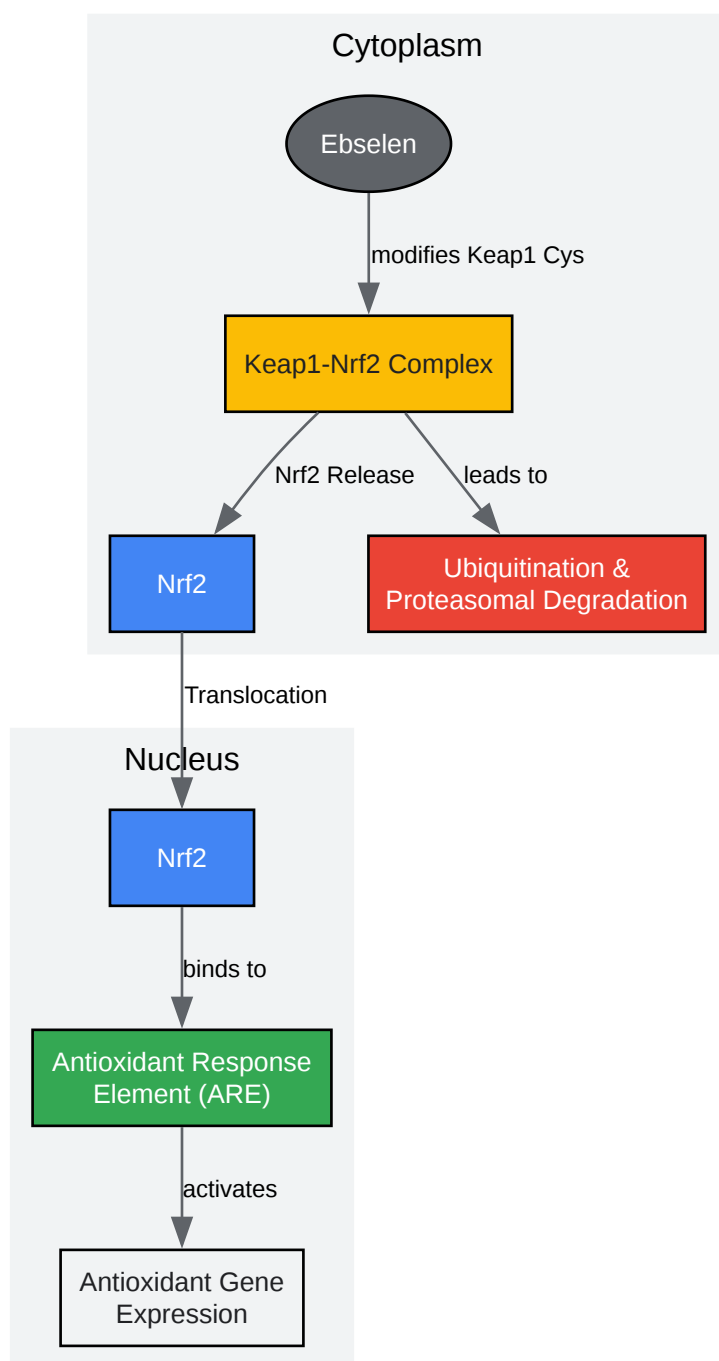 Cytoplasm
Ebselen
modifies Keap1 Cys
Keap1-Nrf2 Complex
Nrf2 Release
leads to
Nrf2
Ubiquitination &
Proteasomal Degradation
Translocation
Nucleus
Nrf2
binds to
Antioxidant Response
Element (ARE)
activates
Antioxidant Gene
Expression